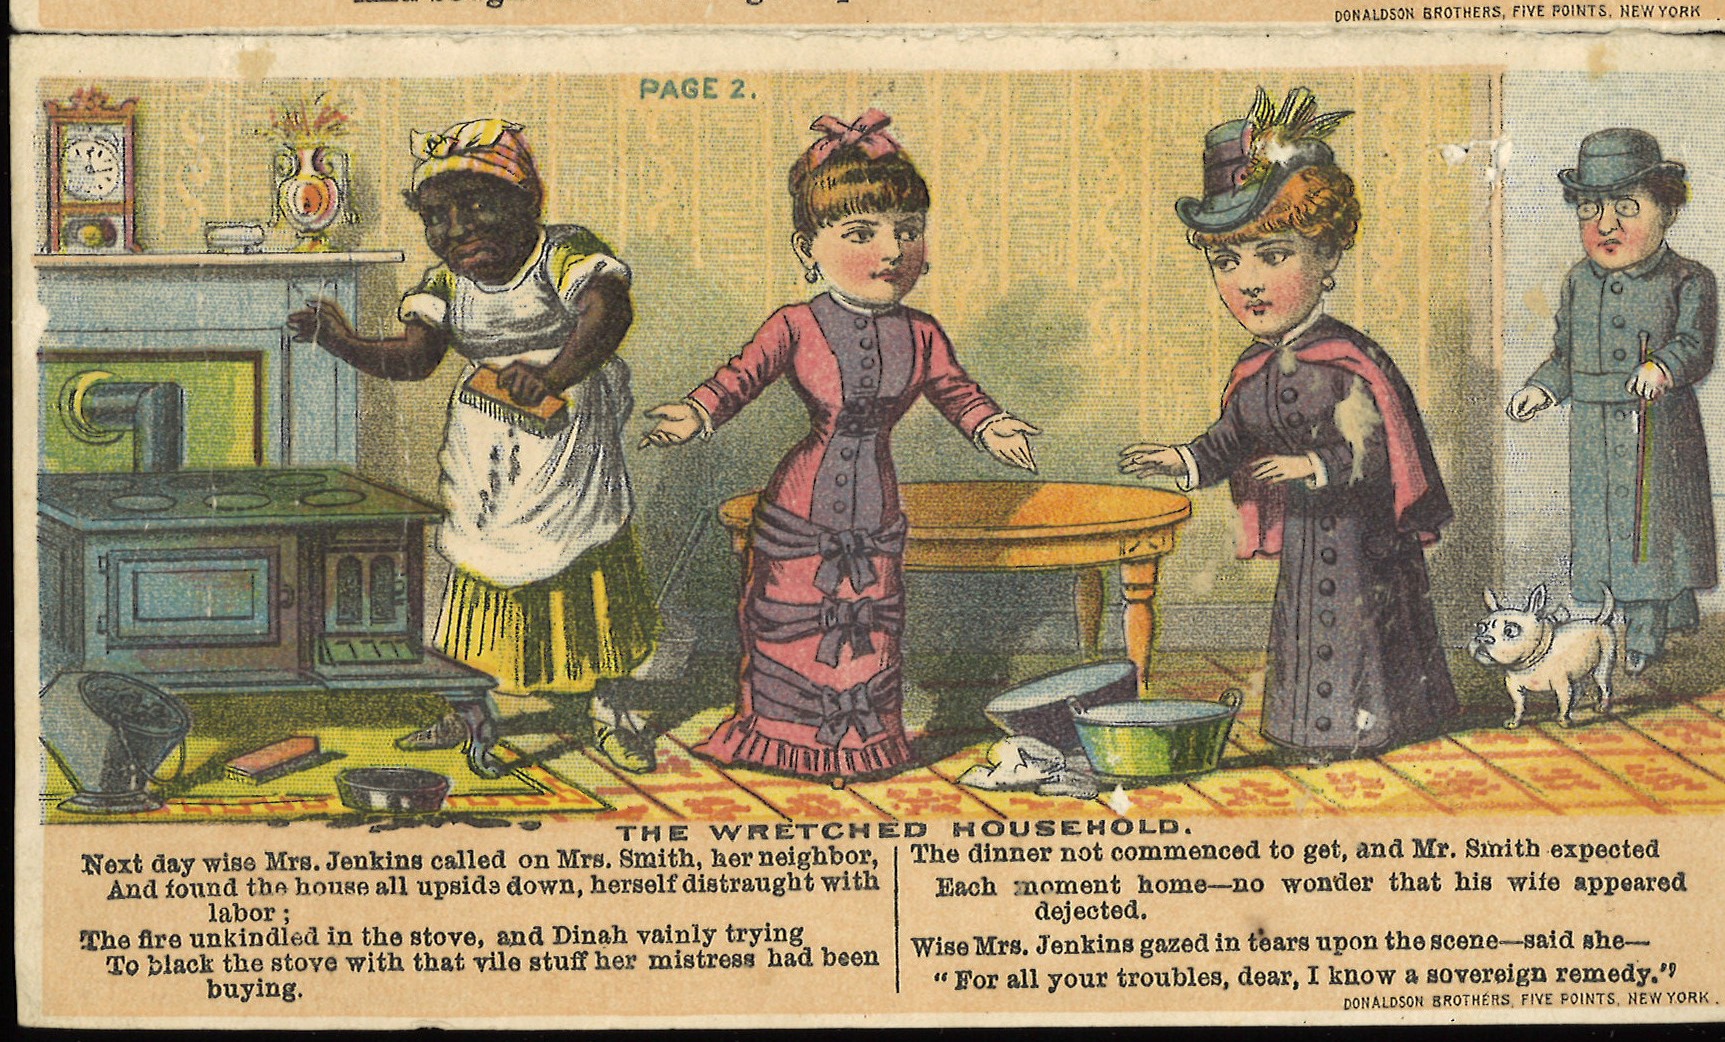 DONALDSON BROTHERS, FIVE POINTS, NEW YORK
PAGE 2.
THE WRETCHED HOUSEHOLD.
Next day wise Mrs. Jenkins called on Mrs. Smith, her neighbor,
And found the house all upside down, herself distraught with
labor;
The fire unkindled in the stove, and Dinah vainly trying
To black the stove with that vile stuff her mistress had been
buying.
The dinner not commenced to get, and Mr. Smith expected
Each moment home—no wonder that his wife appeared
dejected.
Wise Mrs. Jenkins gazed in tears upon the scene—said she—
"For all your troubles, dear, I know a sovereign remedy."
DONALDSON BROTHERS, FIVE POINTS, NEW YORK.